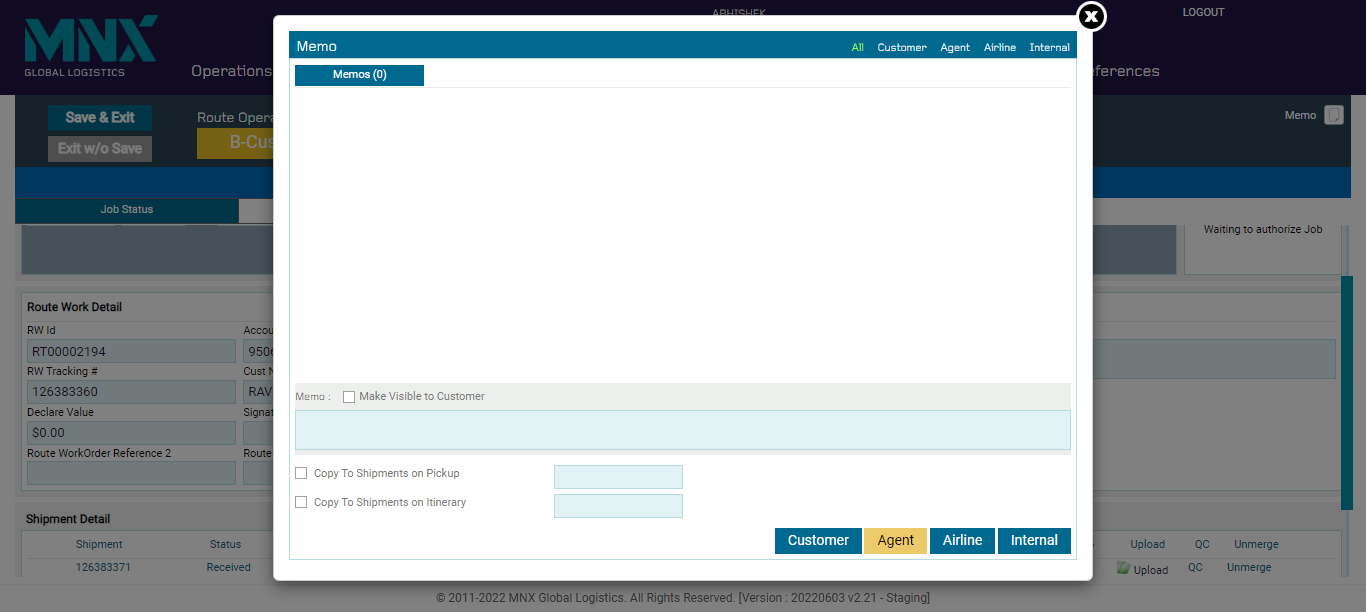 MNX
GLOBAL LOGISTICS
ABHISHEK
LOGOUT
Operations
ferences
Save & Exit
Exit w/o Save
Route Opera
B-Cus
Memo
Memo
All Customer Agent Airline Internal
Memos (0)
Job Status
Waiting to authorize Job
Route Work Detail
RW Id
Accou
RT00002194
9506
RW Tracking #
Cust N
126383360
RAV
Declare Value
Signat
$0.00
Route WorkOrder Reference 2
Route
Memo :
Make Visible to Customer
Copy To Shipments on Pickup
Copy To Shipments on Itinerary
Customer Agent Airline Internal
Shipment Detail
Shipment Status Upload QC Unmerge
126383371 Received Upload QC Unmerge
© 2011-2022 MNX Global Logistics. All Rights Reserved. [Version : 20220603 v2.21 - Staging]